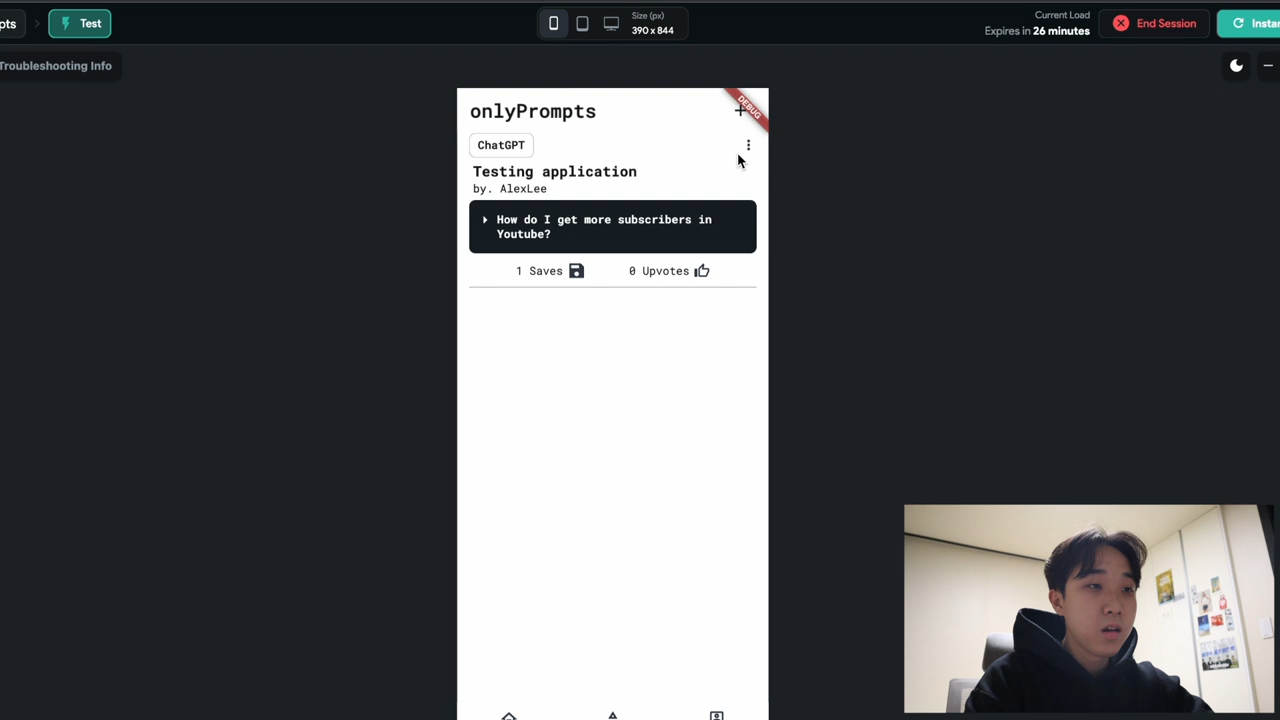 pts
Test
Size (px)
390 x 844
Current Load
Expires in 26 minutes
End Session
Instan
Troubleshooting Info
onlyPrompts
DEBUG
ChatGPT
Testing application
by. AlexLee
How do I get more subscribers in
Youtube?
1 Saves
0 Upvotes